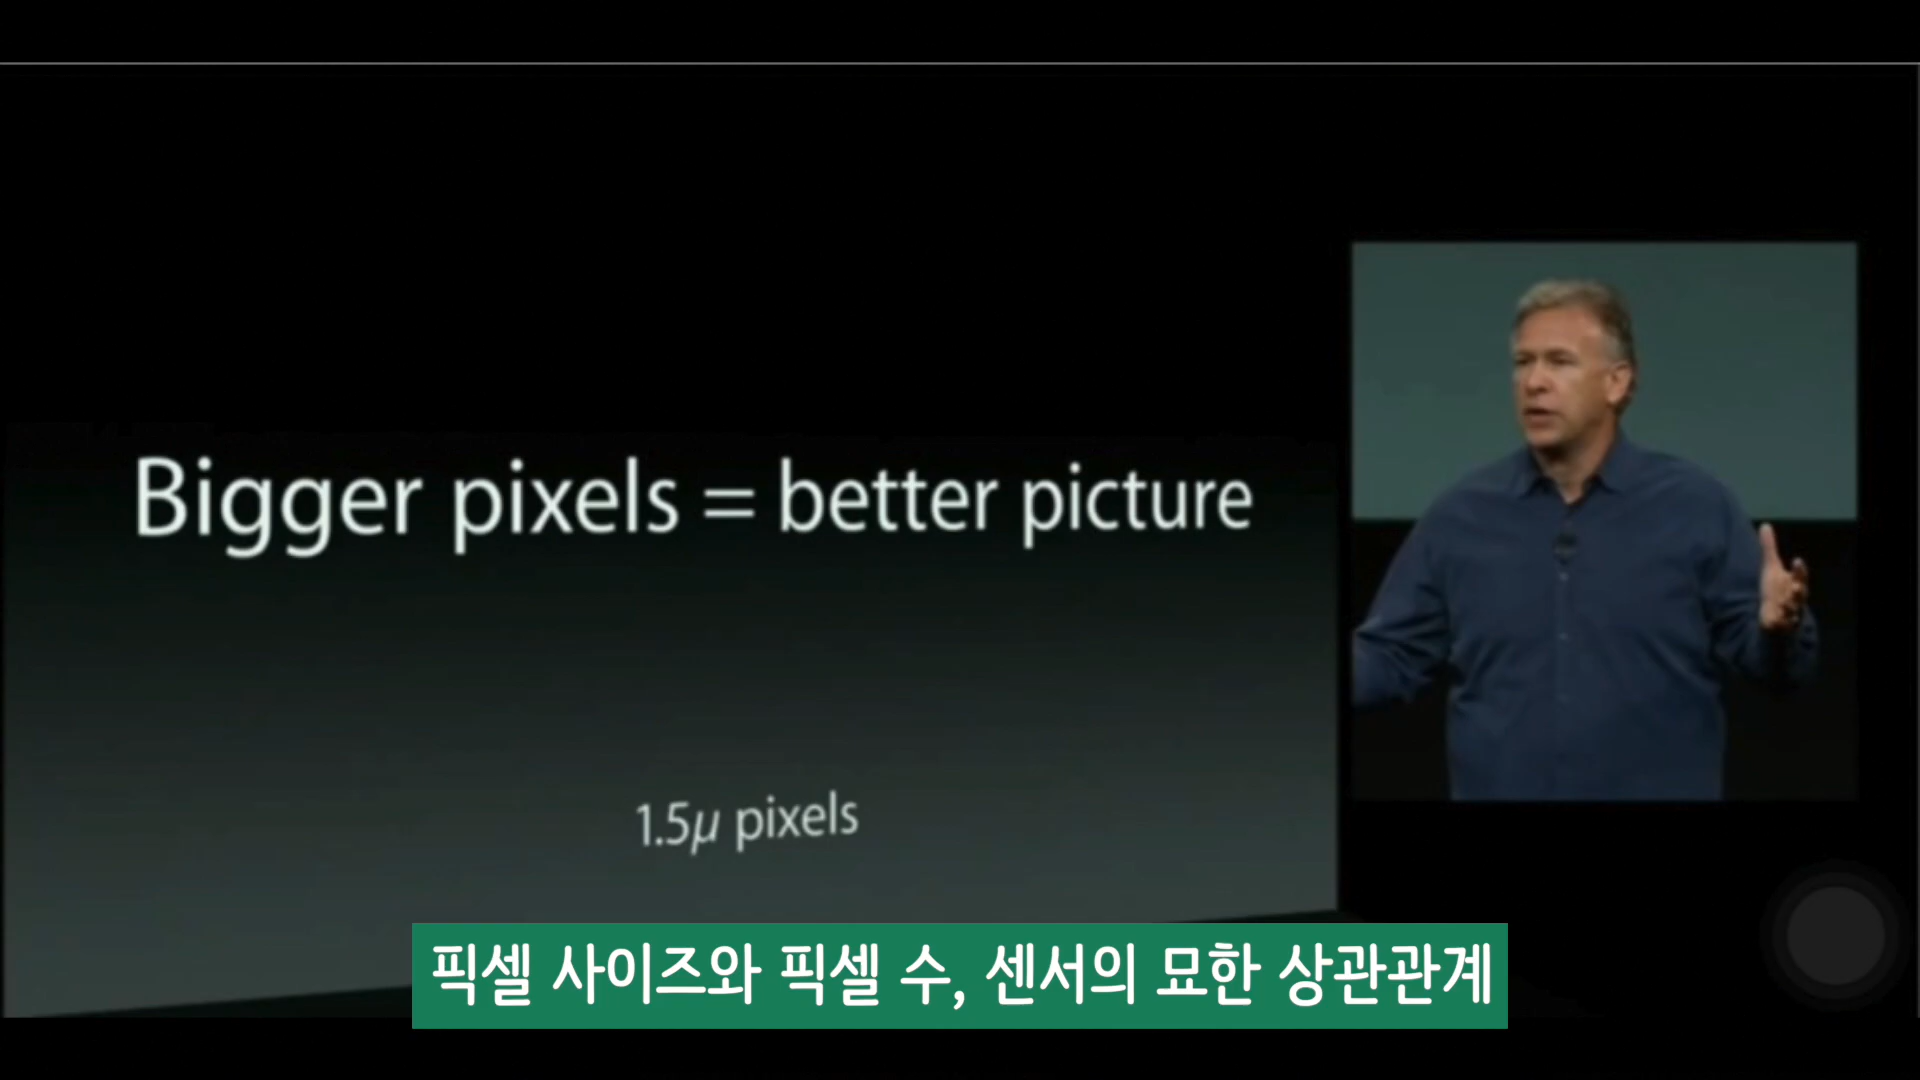 Bigger pixels = better picture
1.5µ pixels
픽셀 사이즈와 픽셀 수, 센서의 묘한 상관관계